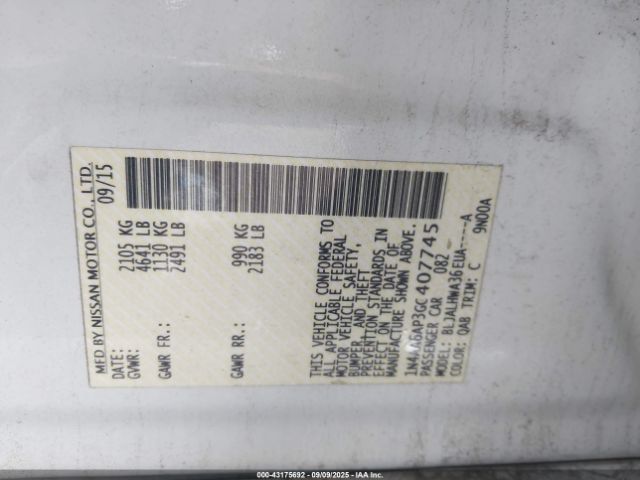 MFD BY NISSAN MOTOR CO., LTD.
DATE: 09/15
GVWR: 2105 KG
4641 LB
GAWR FR.: 1130 KG
2491 LB
GAWR RR.: 990 KG
2183 LB
THIS VEHICLE CONFORMS TO
ALL APPLICABLE FEDERAL
MOTOR VEHICLE SAFETY,
BUMPER, AND THEFT
PREVENTION STANDARDS IN
EFFECT ON THE DATE OF
MANUFACTURE SHOWN ABOVE.
1N4AA6AP3GC407745
PASSENGER CAR 082
MODEL: BLJALHWA36EUA-----A
COLOR: QAB TRIM: C 9N00A
000-43175692 - 09/09/2025 - IAA Inc.